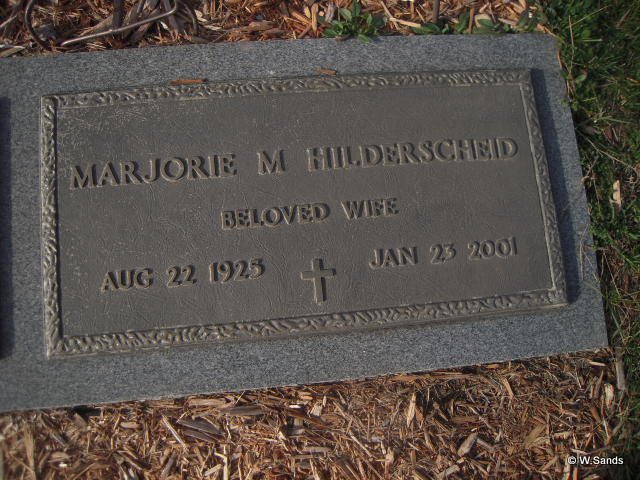 MARJORIE M HILDERSCHEID
BELOVED WIFE
AUG 22 1925 JAN 23 2001
© W.Sands